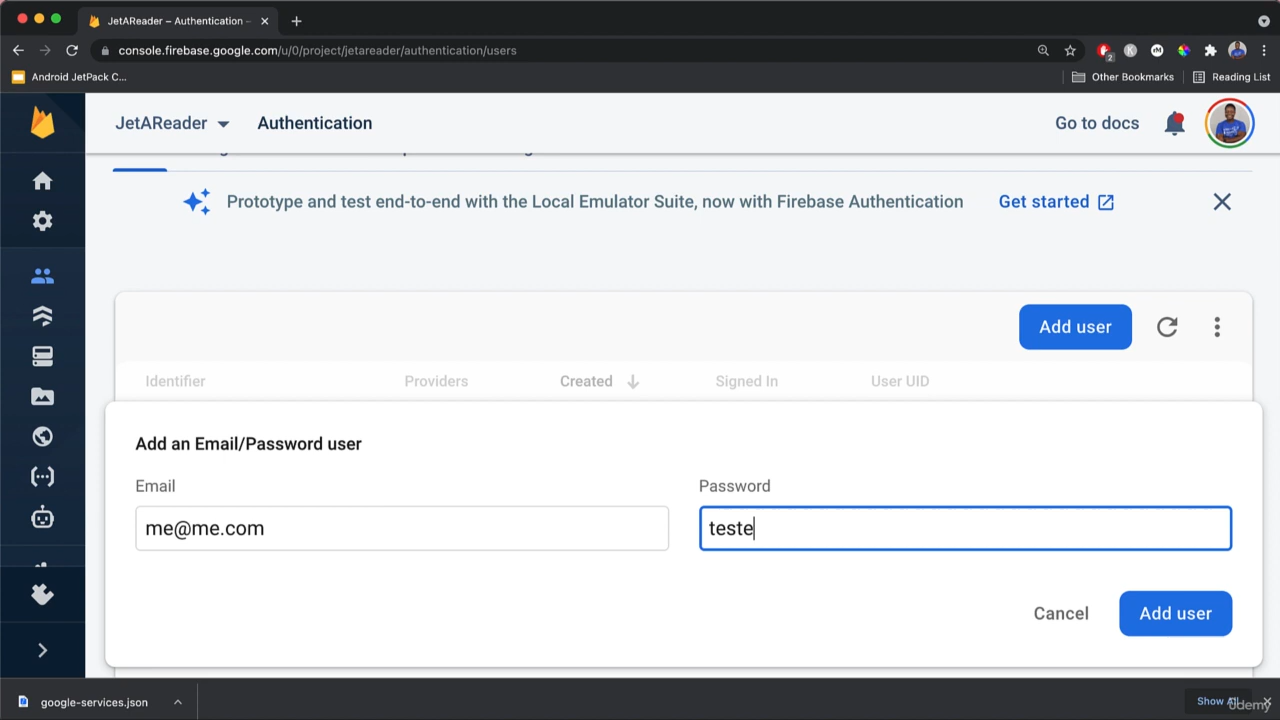 JetAReader – Authentication –
console.firebase.google.com/u/0/project/jetareader/authentication/users
2
Android JetPack C...
Other Bookmarks
Reading List
JetAReader
Authentication
Go to docs
Prototype and test end-to-end with the Local Emulator Suite, now with Firebase Authentication
Get started
Add user
Identifier
Providers
Created
Signed In
User UID
Add an Email/Password user
Email
Password
me@me.com
teste
Cancel
Add user
google-services.json
Show All
Udemy